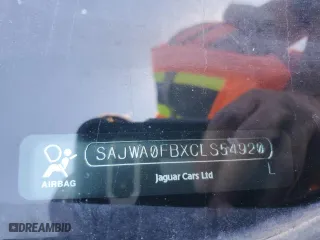 SAJWA0FBXCLS54920
AIRBAG
Jaguar Cars Ltd
L
DREAMBID